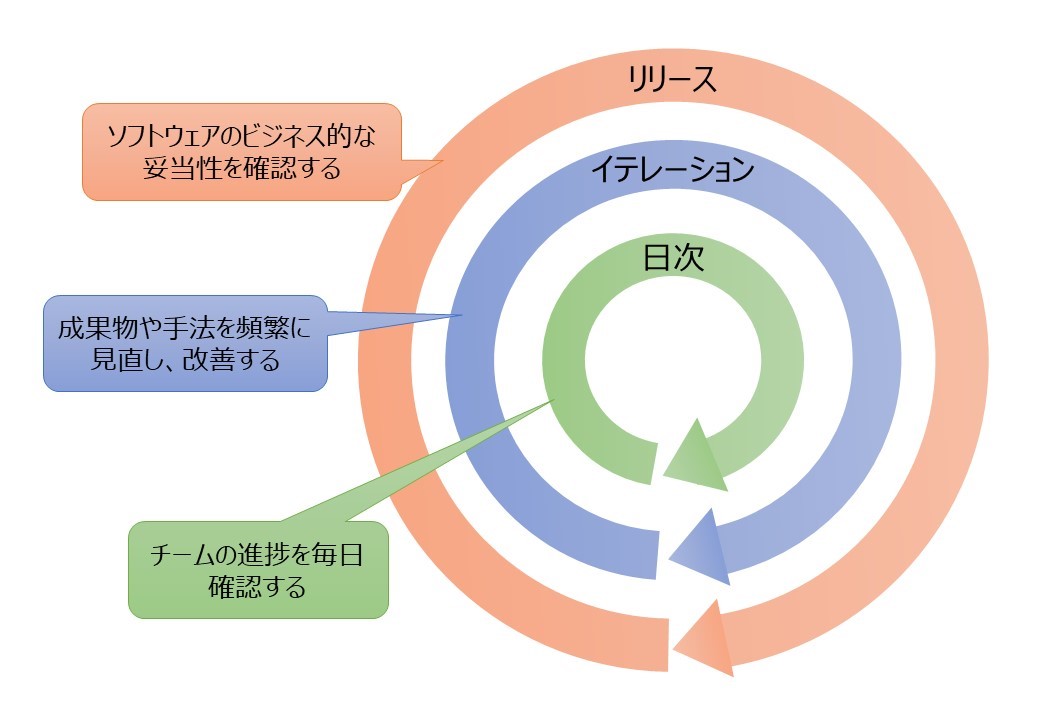 リリース
ソフトウェアのビジネス的な
妥当性を確認する
イテレーション
日次
成果物や手法を頻繁に
見直し、改善する
チームの進捗を毎日
確認する